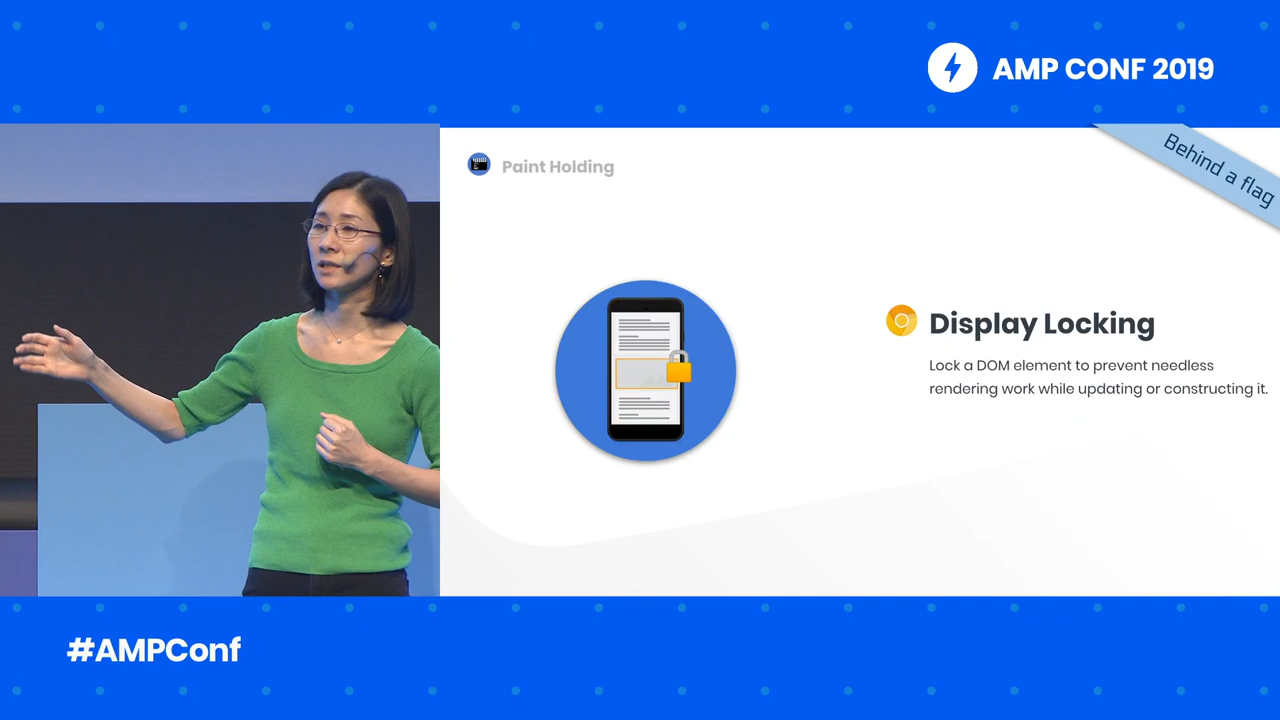 AMP CONF 2019
Paint Holding
Behind a flag
Display Locking
Lock a DOM element to prevent needless
rendering work while updating or constructing it.
#AMPConf